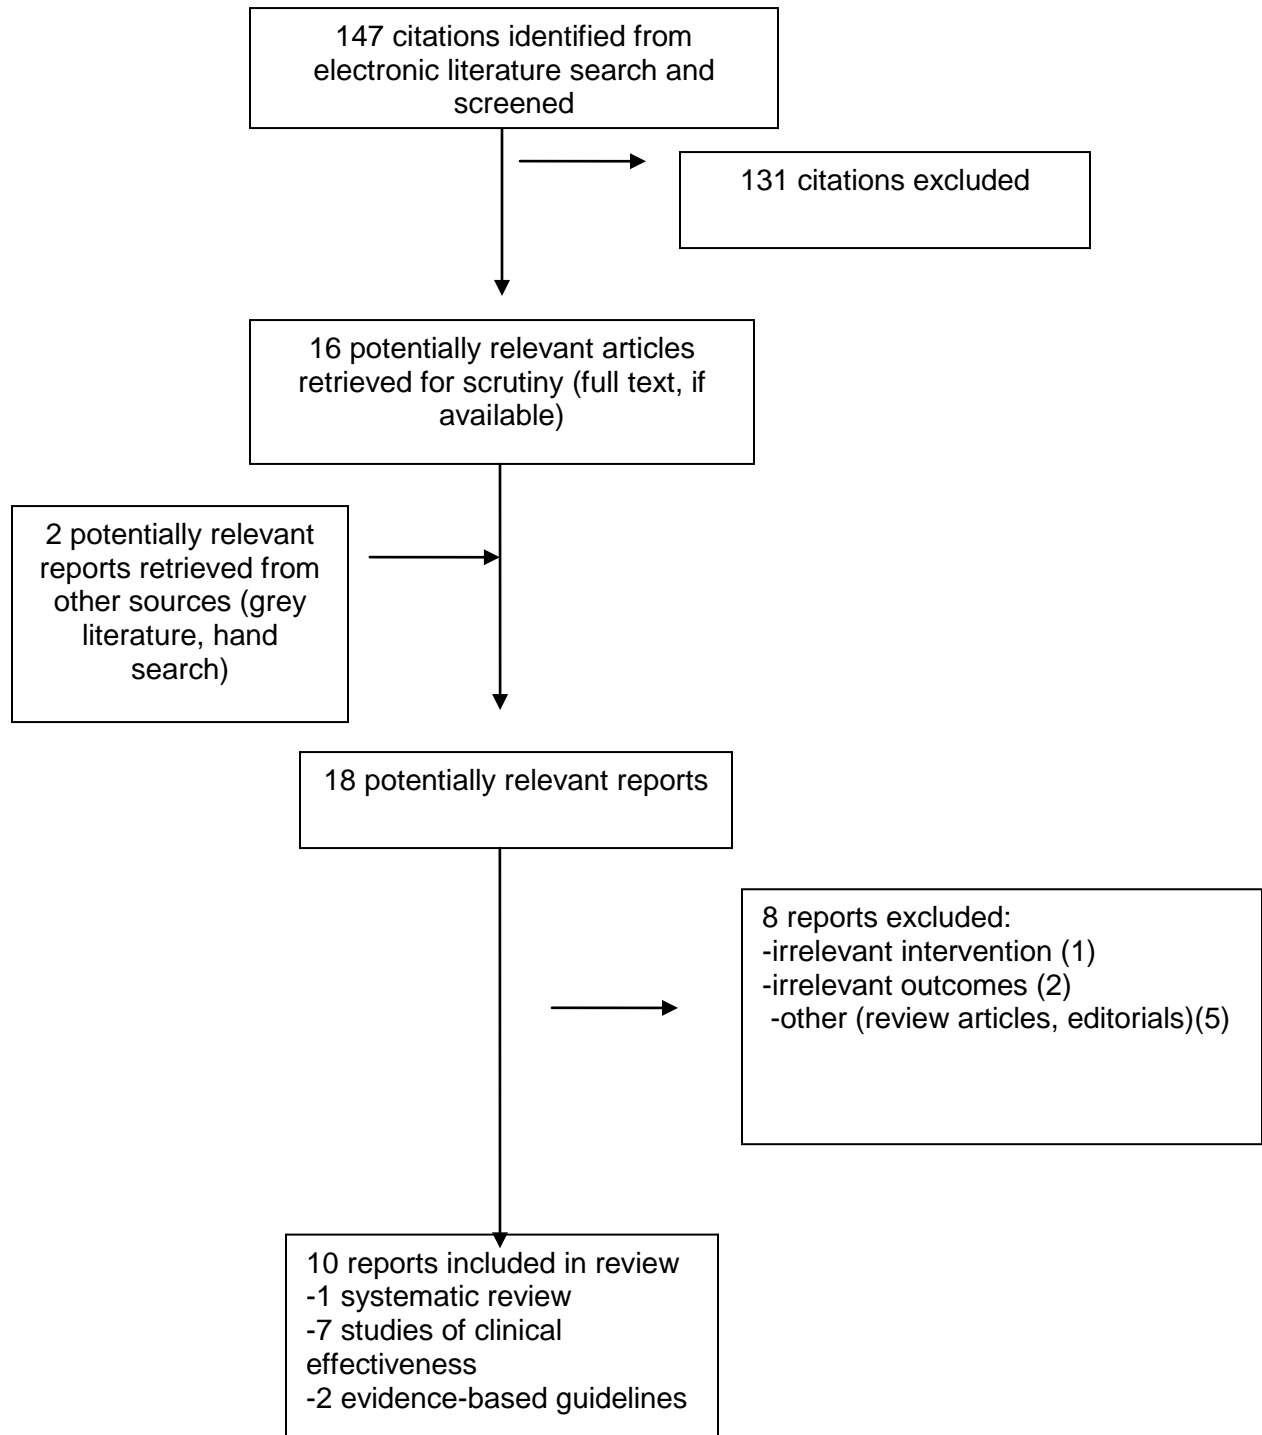 147 citations identified from
electronic literature search and
screened
131 citations excluded
16 potentially relevant articles
retrieved for scrutiny (full text, if
available)
2 potentially relevant
reports retrieved from
other sources (grey
literature, hand
search)
18 potentially relevant reports
8 reports excluded:
-irrelevant intervention (1)
-irrelevant outcomes (2)
-other (review articles, editorials)(5)
10 reports included in review
-1 systematic review
-7 studies of clinical
effectiveness
-2 evidence-based guidelines